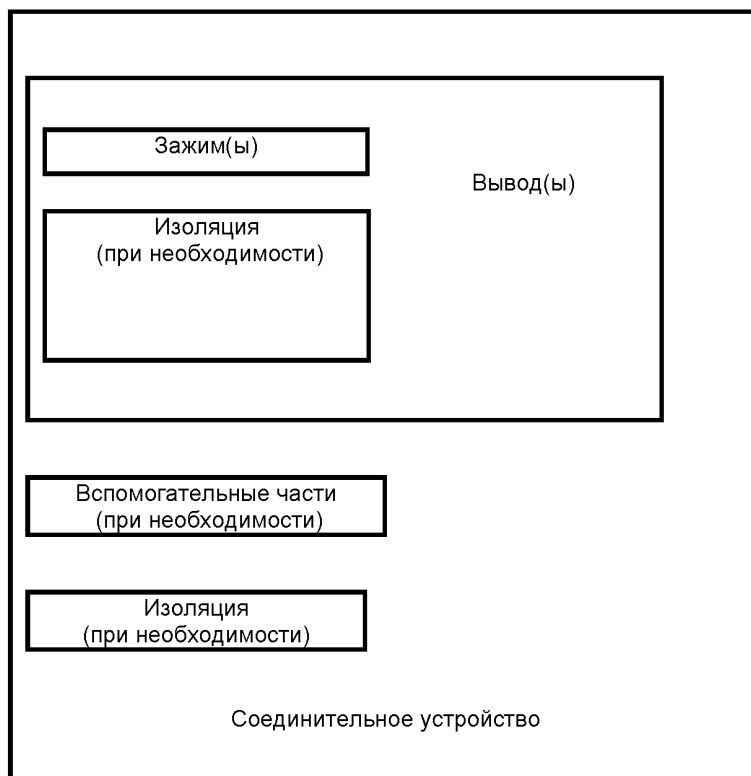 Зажим(ы)
Вывод(ы)
Изоляция
(при необходимости)
Вспомогательные части
(при необходимости)
Изоляция
(при необходимости)
Соединительное устройство